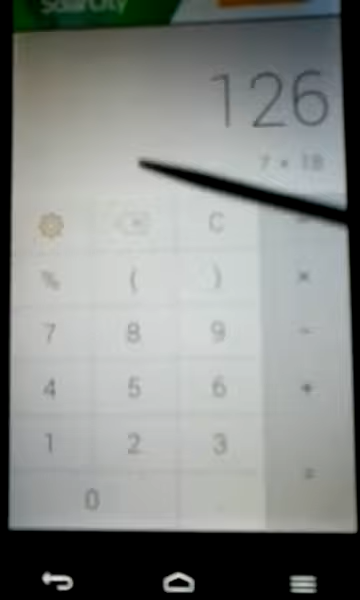 SolarCity
126
7 × 18
C
% ( ) ×
7 8 9 −
4 5 6 +
1 2 3
0 =